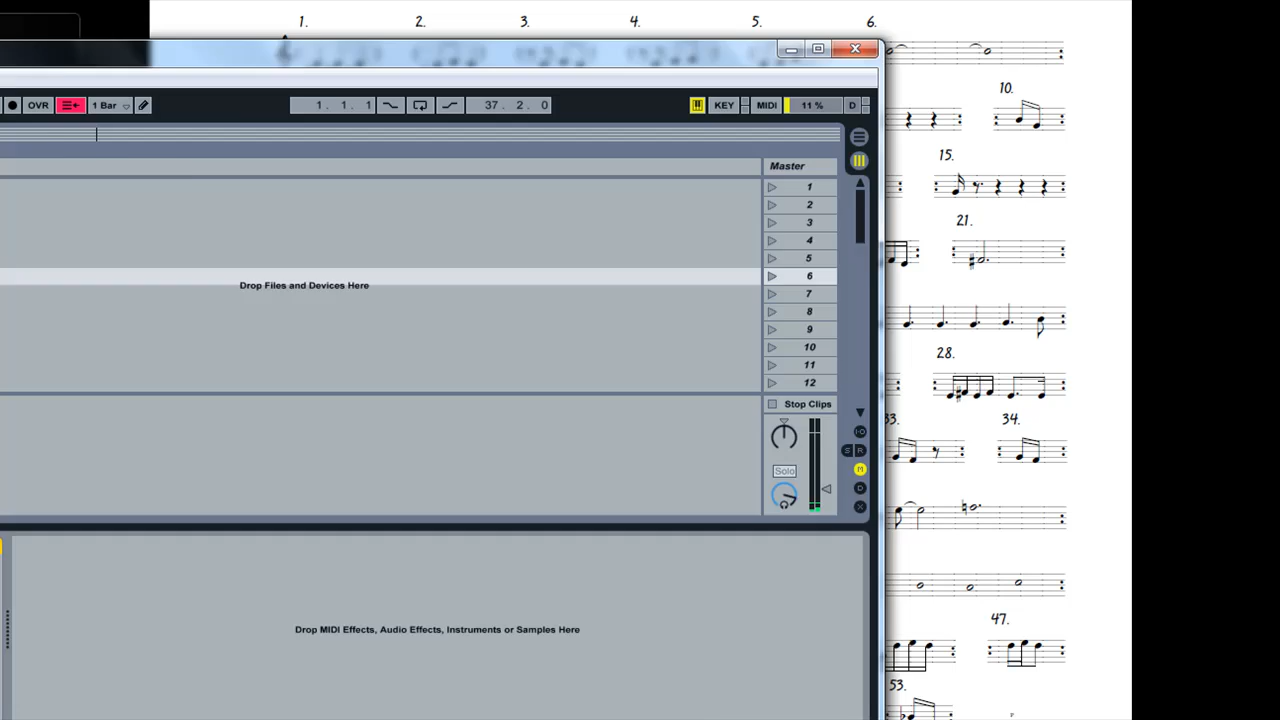 1. 2. 3. 4. 5. 6.
10.
OVR 1 Bar 1. 1. 1 37. 2. 0 KEY MIDI 11 % D
15.
Master
1
2
3
21.
4
5
6
Drop Files and Devices Here
7
8
9
10
28.
11
12
Stop Clips
33. 34.
S R
Solo
M
D
X
47.
Drop MIDI Effects, Audio Effects, Instruments or Samples Here
53.